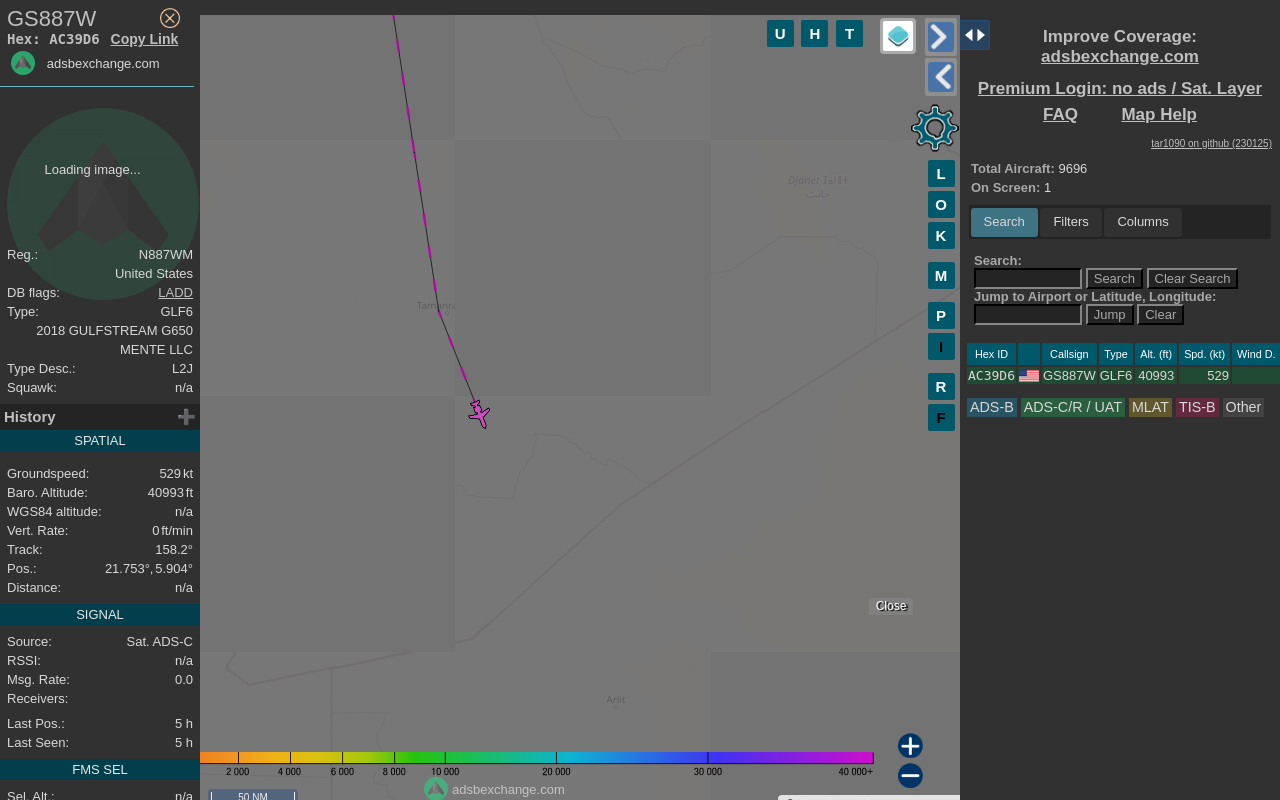 GS887W
Hex: AC39D6 Copy Link
adsbexchange.com
Loading image...
Reg.: N887WM
United States
DB flags: LADD
Type: GLF6
2018 GULFSTREAM G650
MENTE LLC
Type Desc.: L2J
Squawk: n/a
History
SPATIAL
Groundspeed: 529 kt
Baro. Altitude: 40993 ft
WGS84 altitude: n/a
Vert. Rate: 0 ft/min
Track: 158.2°
Pos.: 21.753°, 5.904°
Distance: n/a
SIGNAL
Source: Sat. ADS-C
RSSI: n/a
Msg. Rate: 0.0
Receivers:
Last Pos.: 5 h
Last Seen: 5 h
FMS SEL
Sel. Alt.: n/a
U H T
L
O
K
M
P
I
R
F
Djanet
جانت
Arlit
Close
2 000 4 000 6 000 8 000 10 000 20 000 30 000 40 000+
adsbexchange.com
50 NM
Improve Coverage:
adsbexchange.com
Premium Login: no ads / Sat. Layer
FAQ Map Help
tar1090 on github (230125)
Total Aircraft: 9696
On Screen: 1
Search Filters Columns
Search:
Search Clear Search
Jump to Airport or Latitude, Longitude:
Jump Clear
Hex ID Callsign Type Alt. (ft) Spd. (kt) Wind D.
AC39D6 GS887W GLF6 40993 529
ADS-B ADS-C/R / UAT MLAT TIS-B Other